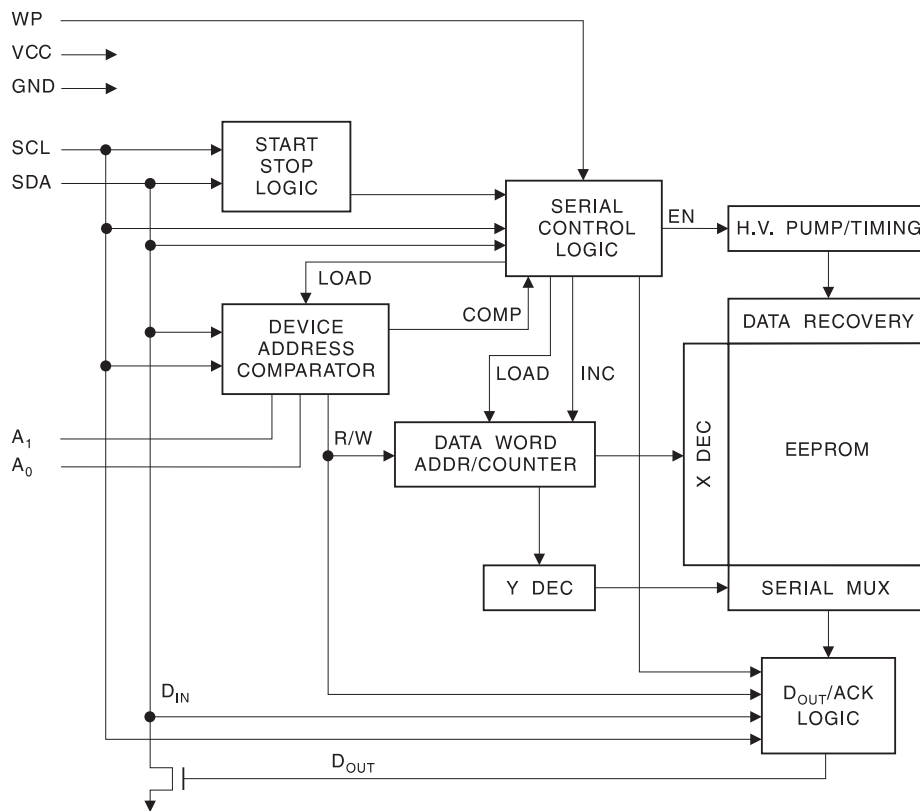 WP
VCC
GND
SCL
SDA
START
STOP
LOGIC
SERIAL
CONTROL
LOGIC
EN
H.V. PUMP/TIMING
LOAD
COMP
DEVICE
ADDRESS
COMPARATOR
DATA RECOVERY
LOAD
INC
A1
A0
R/W
DATA WORD
ADDR/COUNTER
X DEC
EEPROM
Y DEC
SERIAL MUX
DIN
DOUT/ACK
LOGIC
DOUT